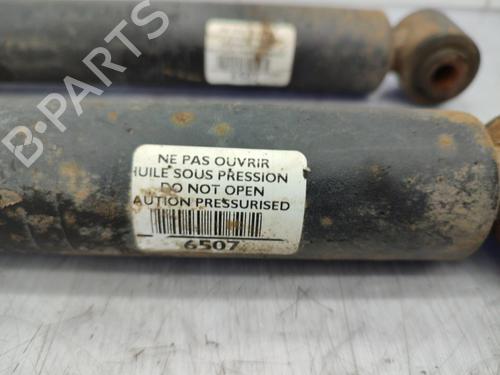 NE PAS OUVRIR
HUILE SOUS PRESSION
DO NOT OPEN
AUTION PRESSURISED
6507
B-PARTS